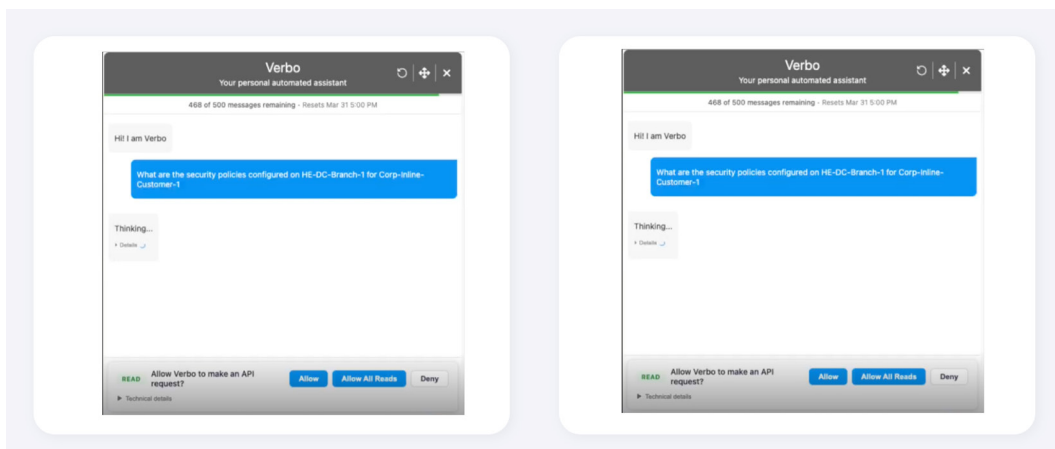 Verbo
Your personal automated assistant
468 of 500 messages remaining - Resets Mar 31 5:00 PM
Hi! I am Verbo
What are the security policies configured on HE-DC-Branch-1 for Corp-Inline-
Customer-1
Thinking...
Details
READ
Allow Verbo to make an API
request?
Allow
Allow All Reads
Deny
Technical details
Verbo
Your personal automated assistant
468 of 500 messages remaining - Resets Mar 31 5:00 PM
Hi! I am Verbo
What are the security policies configured on HE-DC-Branch-1 for Corp-Inline-
Customer-1
Thinking...
Details
READ
Allow Verbo to make an API
request?
Allow
Allow All Reads
Deny
Technical details